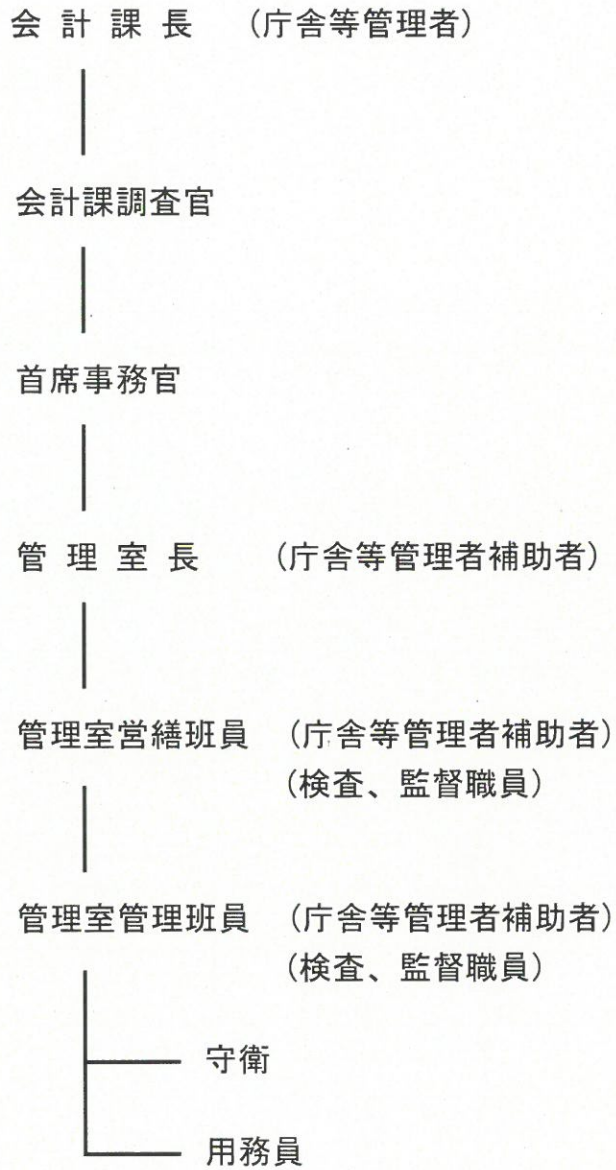 会計課長 （庁舎等管理者）
会計課調査官
首席事務官
管理室長 （庁舎等管理者補助者）
管理室営繕班員 （庁舎等管理者補助者）
（検査、監督職員）
管理室管理班員 （庁舎等管理者補助者）
（検査、監督職員）
守衛
用務員